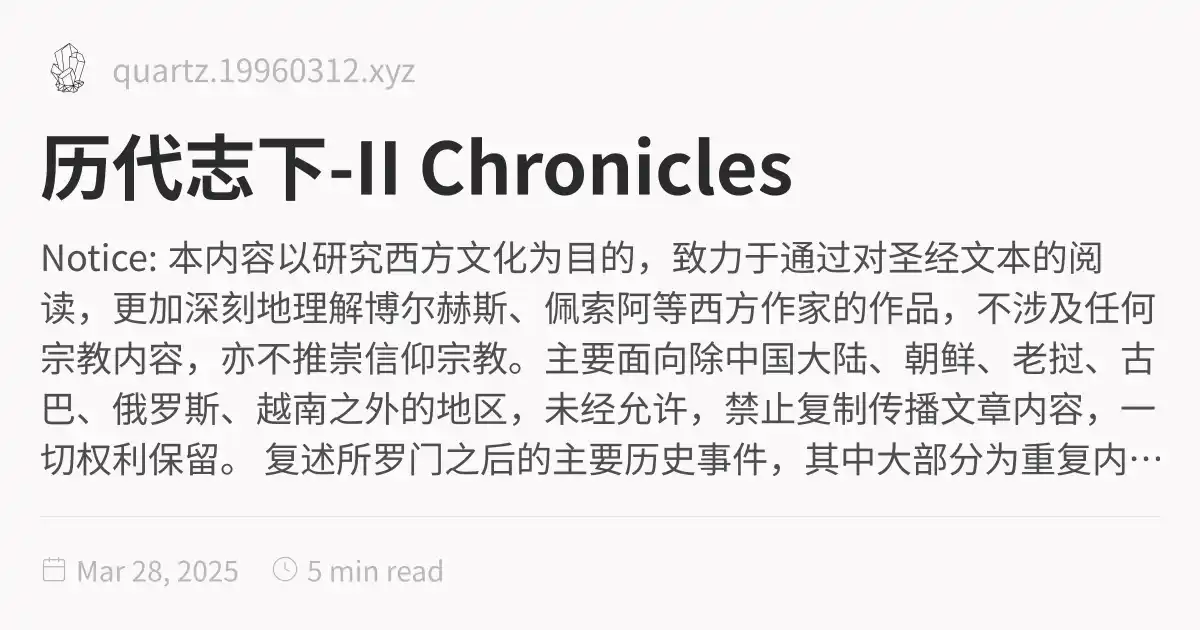 quartz.19960312.xyz
历代志下-II Chronicles
Notice: 本内容以研究西方文化为目的，致力于通过对圣经文本的阅
读，更加深刻地理解博尔赫斯、佩索阿等西方作家的作品，不涉及任何
宗教内容，亦不推崇信仰宗教。主要面向除中国大陆、朝鲜、老挝、古
巴、俄罗斯、越南之外的地区，未经允许，禁止复制传播文章内容，一
切权利保留。 复述所罗门之后的主要历史事件，其中大部分为重复内…
Mar 28, 2025 5 min read